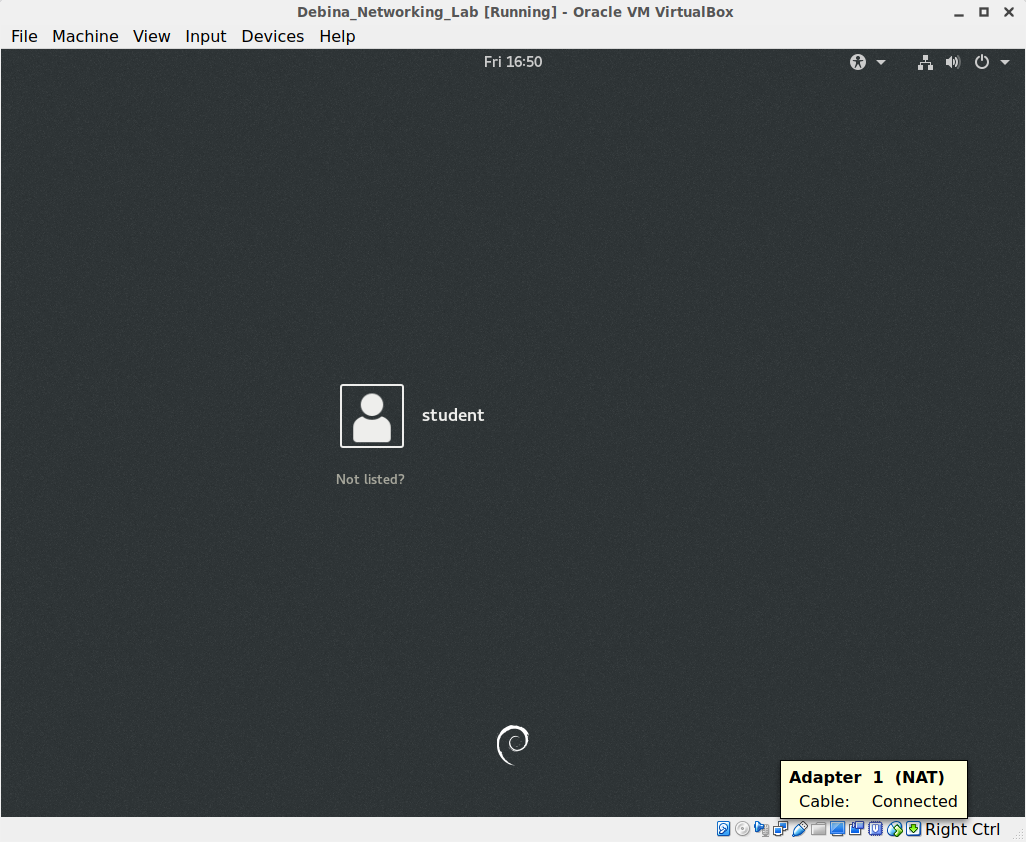 Debina_Networking_Lab [Running] - Oracle VM VirtualBox
File Machine View Input Devices Help
Fri 16:50
student
Not listed?
Adapter 1 (NAT)
Cable: Connected
Right Ctrl